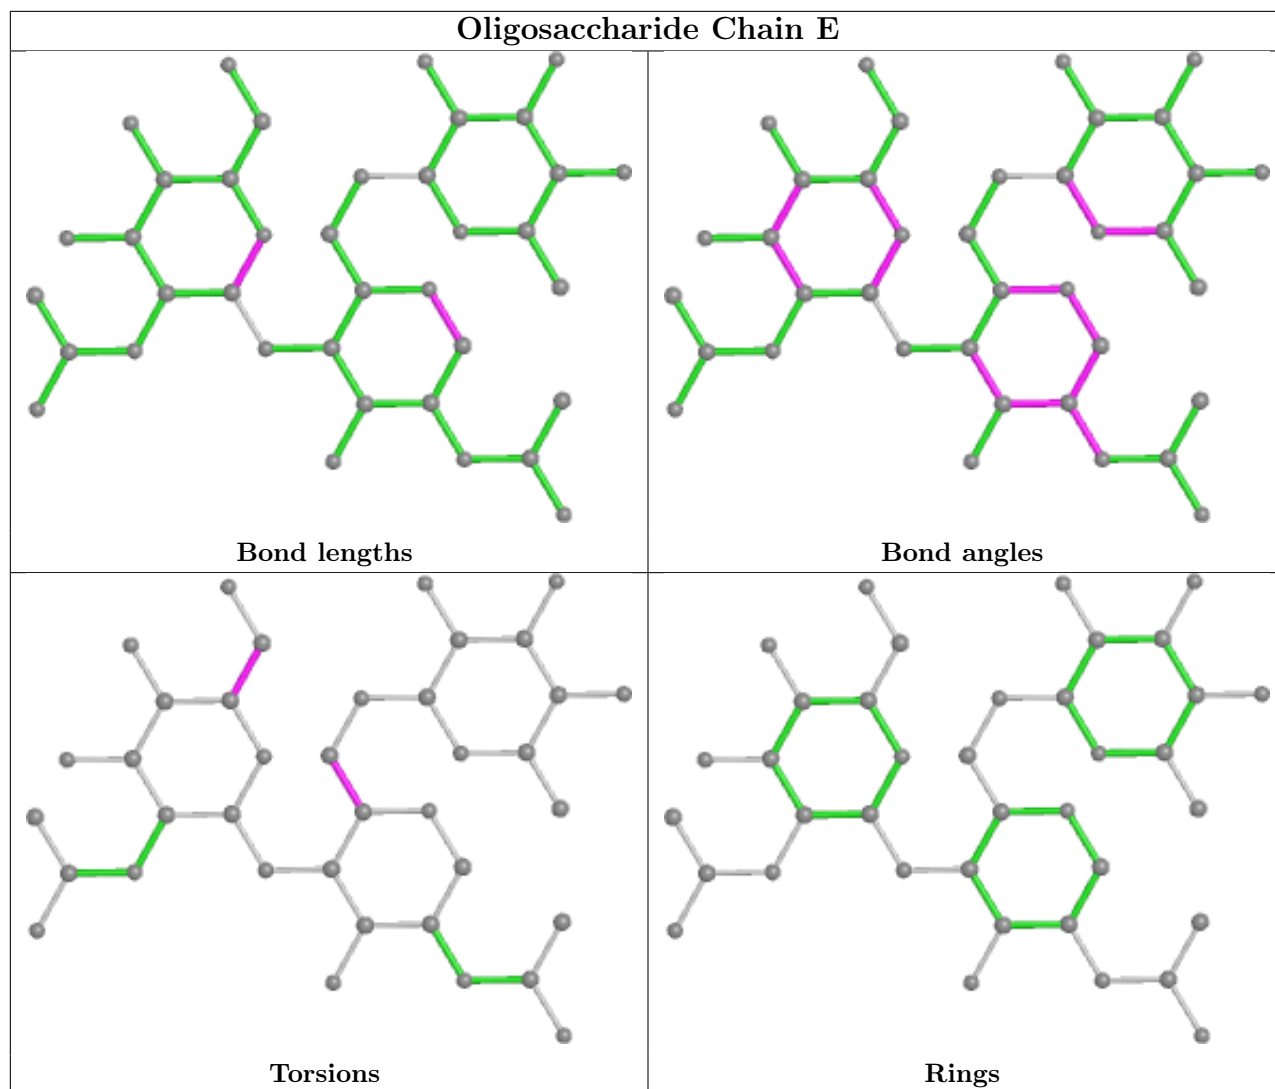 Oligosaccharide Chain E
Bond lengths
Bond angles
Torsions
Rings